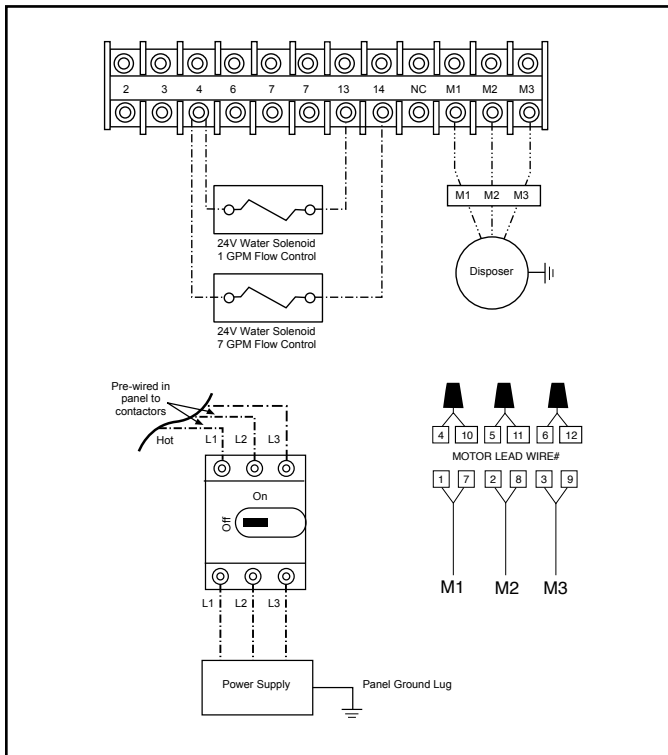 2 3 4 6 7 7 13 14 NC M1 M2 M3
M1 M2 M3
24V Water Solenoid
1 GPM Flow Control
Disposer
24V Water Solenoid
7 GPM Flow Control
Pre-wired in
panel to
contactors
Hot L1 L2 L3
On
Off
L1 L2 L3
Power Supply
Panel Ground Lug
4 10 5 11 6 12
MOTOR LEAD WIRE#
1 7 2 8 3 9
M1 M2 M3